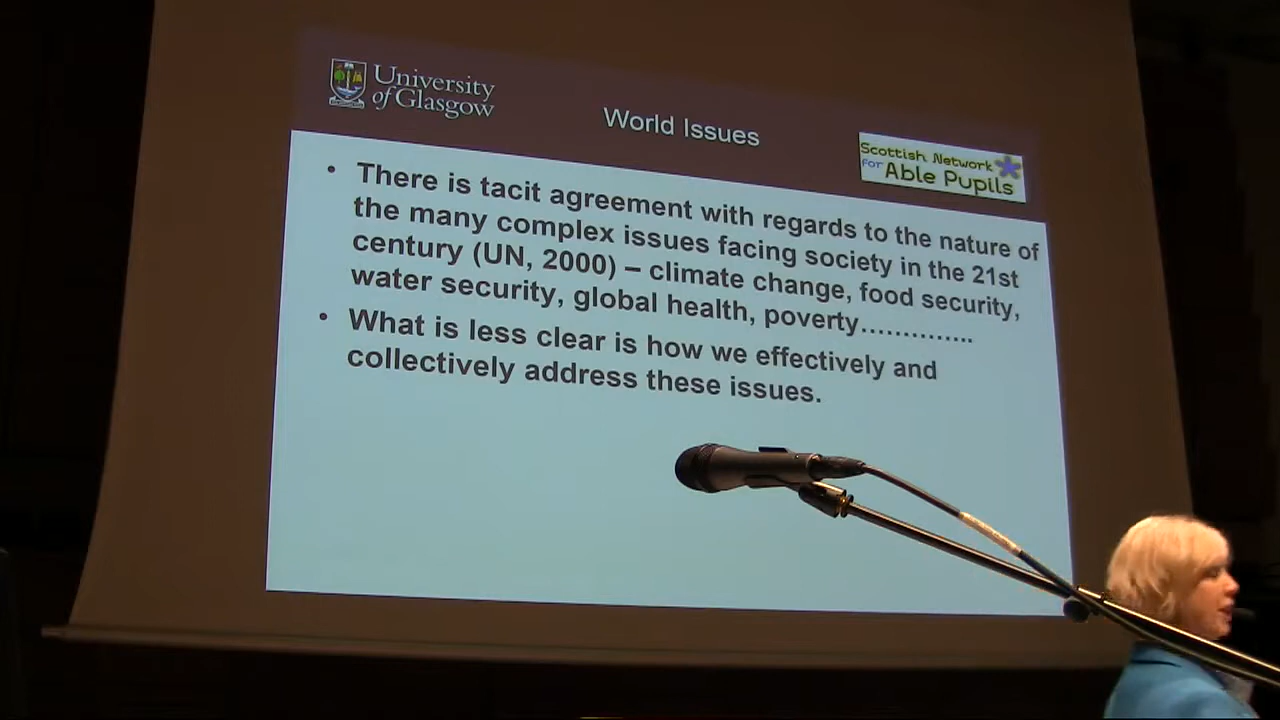 University
of Glasgow
World Issues
Scottish Network
for Able Pupils
• There is tacit agreement with regards to the nature of
the many complex issues facing society in the 21st
century (UN, 2000) – climate change, food security,
water security, global health, poverty…………..
• What is less clear is how we effectively and
collectively address these issues.